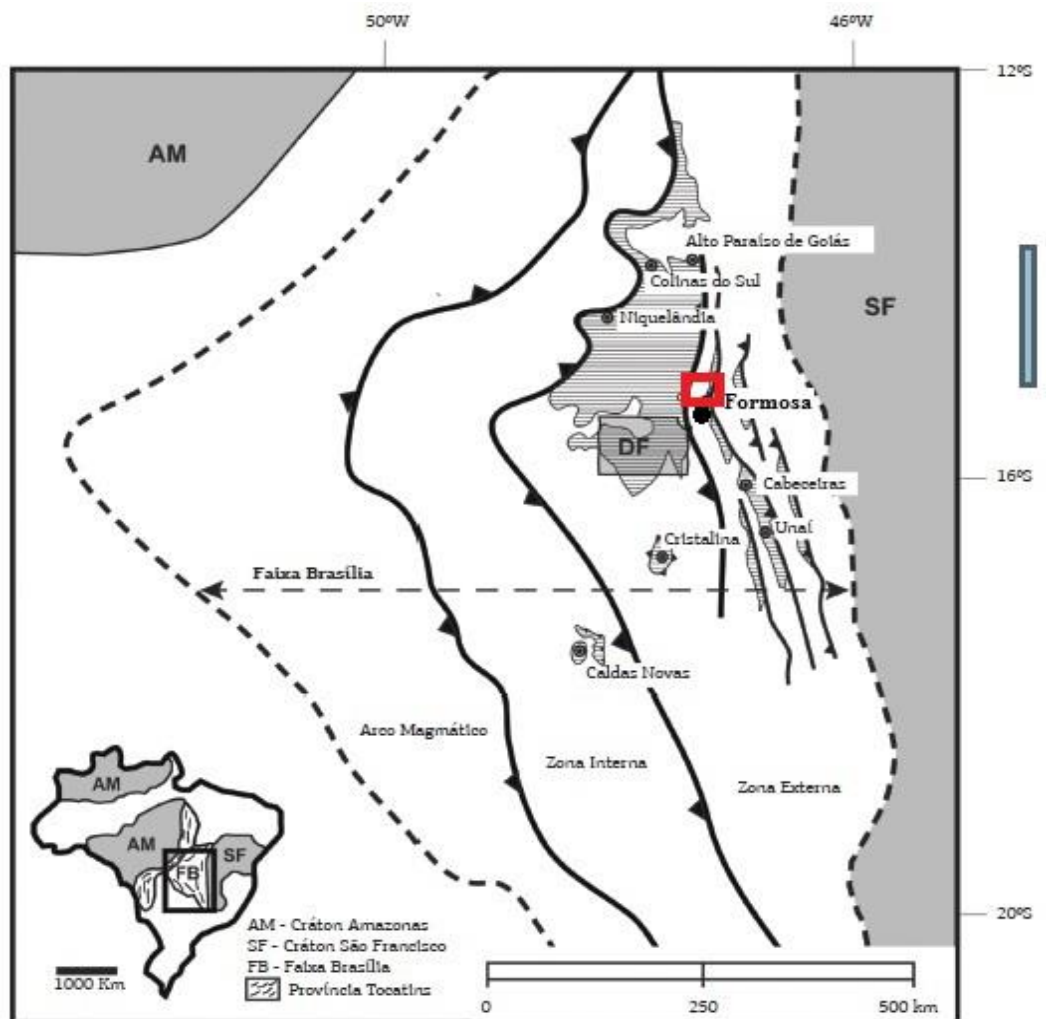 50ºW
46ºW
12ºS
AM
Alto Paraíso de Goiás
Colinas do Sul
SF
Niquelândia
Formosa
DF
16ºS
Cabeceiras
Unaí
Cristalina
Faixa Brasília
Caldas Novas
Arco Magmático
Zona Interna
Zona Externa
AM
AM
SF
FB
20ºS
AM - Cráton Amazonas
SF - Cráton São Francisco
FB - Faixa Brasília
Província Tocatins
1000 Km
0
250
500 km